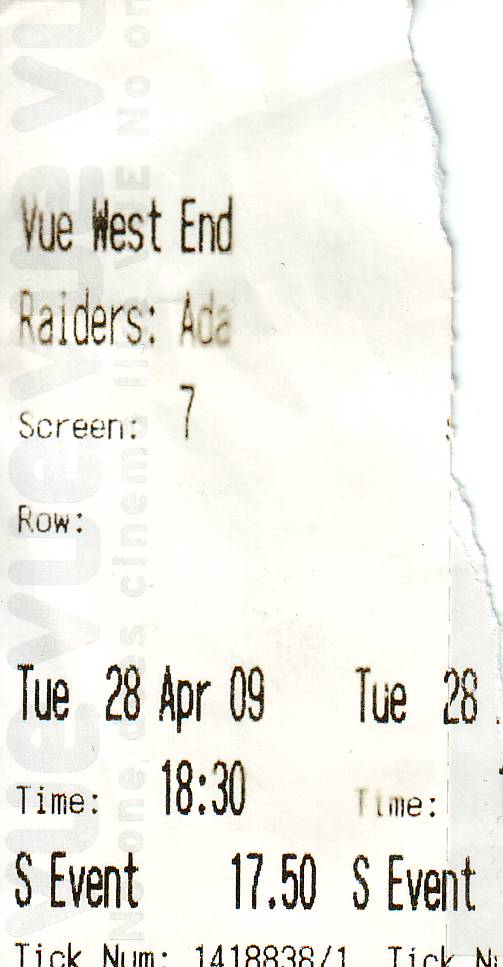 Vue West End
Raiders: Ada
Screen: 7
Row:
Tue 28 Apr 09 Tue 28
Time: 18:30 Time:
S Event 17.50 S Event
Tick Num: 1418838/1 Tick N